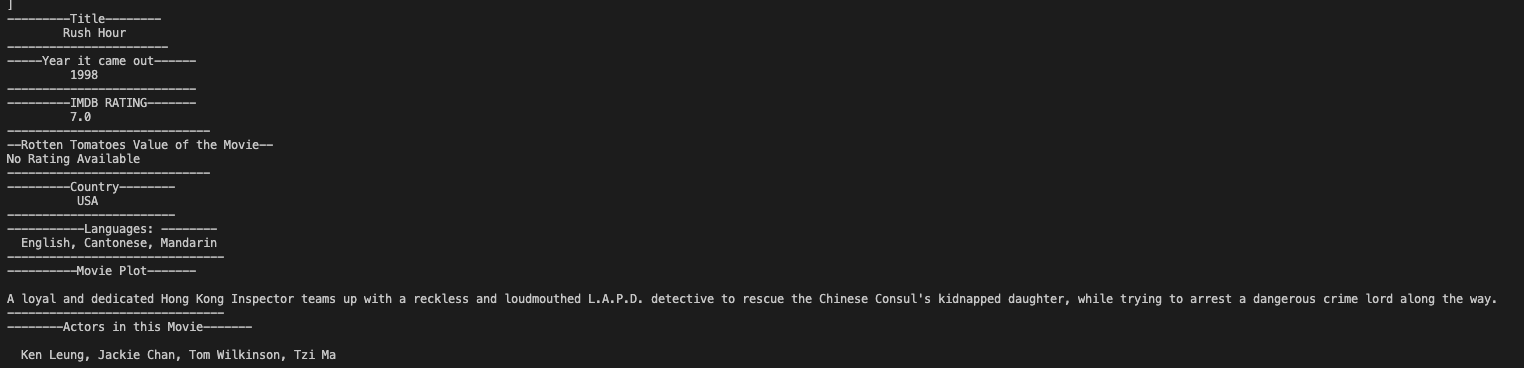 ]
---------Title--------
        Rush Hour
-----------------------
-----Year it came out------
         1998
---------------------------
---------IMDB RATING-------
         7.0
-----------------------------
--Rotten Tomatoes Value of the Movie--
No Rating Available
-----------------------------
---------Country--------
          USA
------------------------
-----------Languages: --------
  English, Cantonese, Mandarin
-------------------------------
----------Movie Plot-------
A loyal and dedicated Hong Kong Inspector teams up with a reckless and loudmouthed L.A.P.D. detective to rescue the Chinese Consul's kidnapped daughter, while trying to arrest a dangerous crime lord along the way.
-------------------------------
--------Actors in this Movie-------
  Ken Leung, Jackie Chan, Tom Wilkinson, Tzi Ma